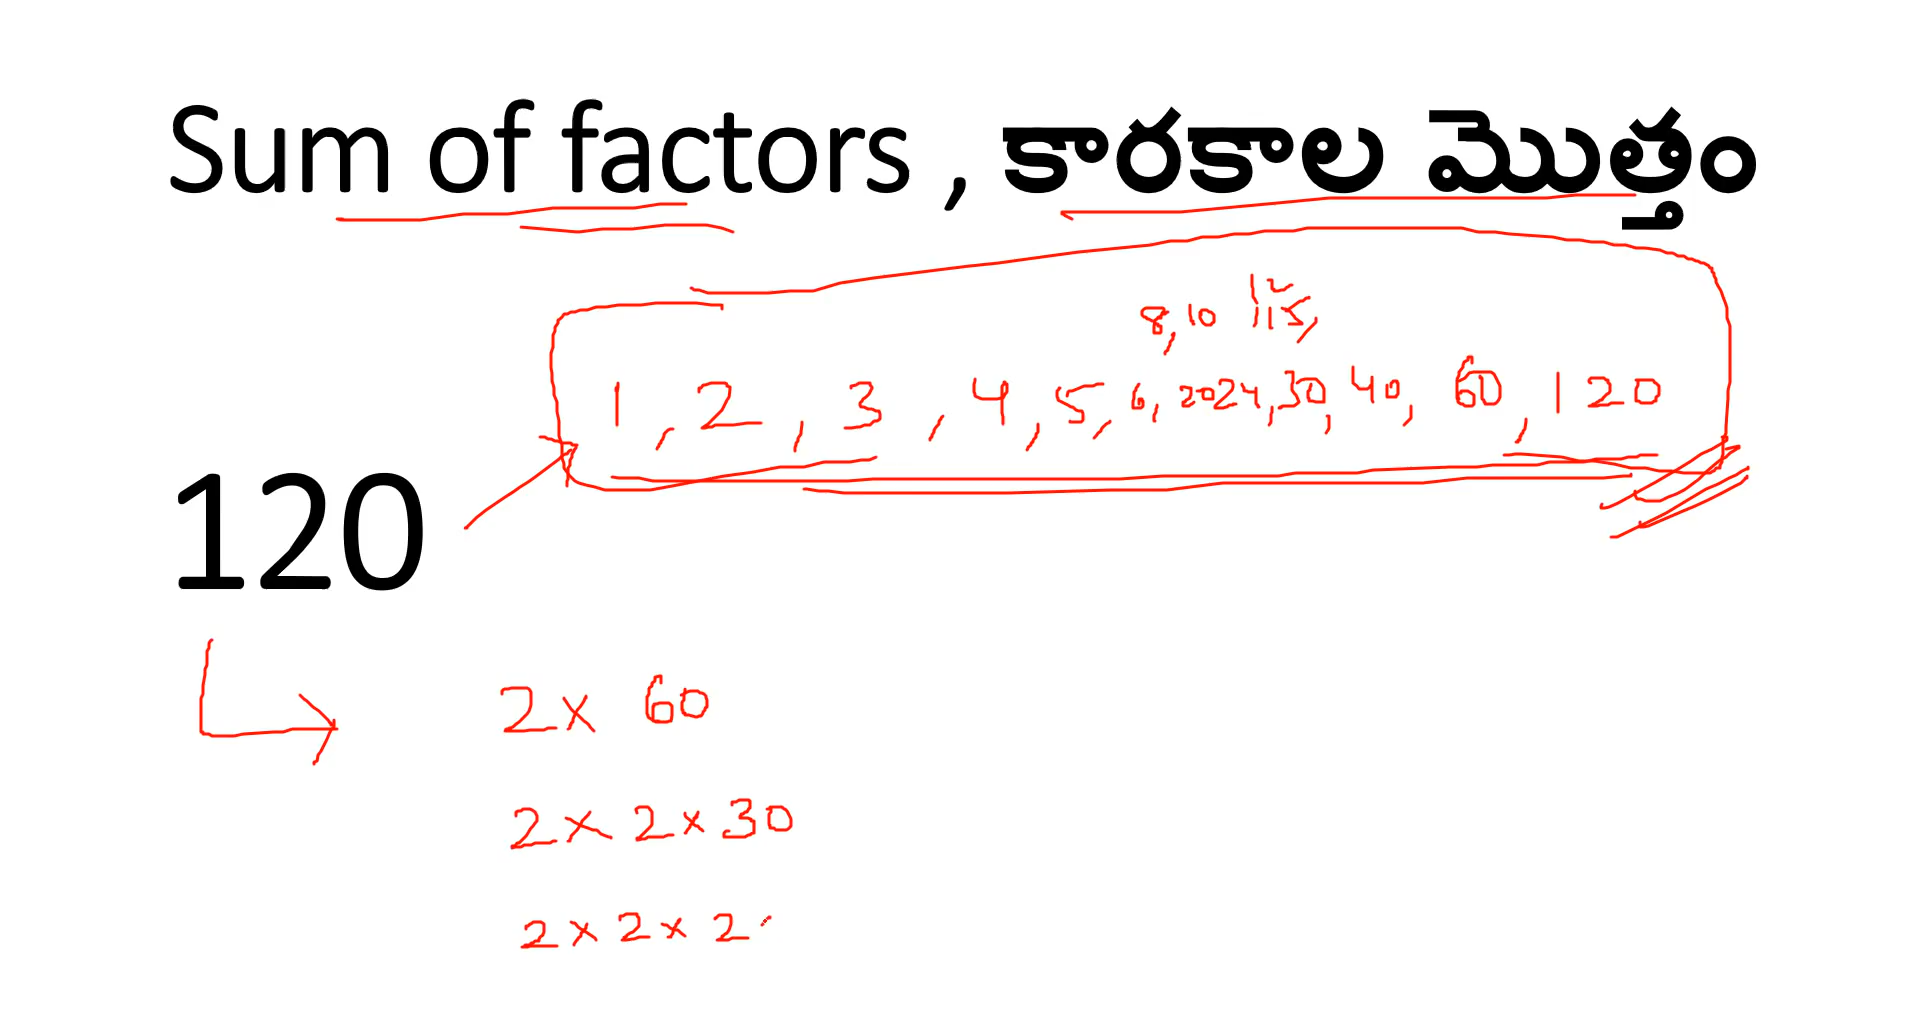 Sum of factors , కారకాల మొత్తం
12
8, 10 , 15,
1, 2, 3, 4, 5, 6, 20 24, 30, 40, 60, 120
120
2 x 60
2 x 2 x 30
2 x 2 x 2